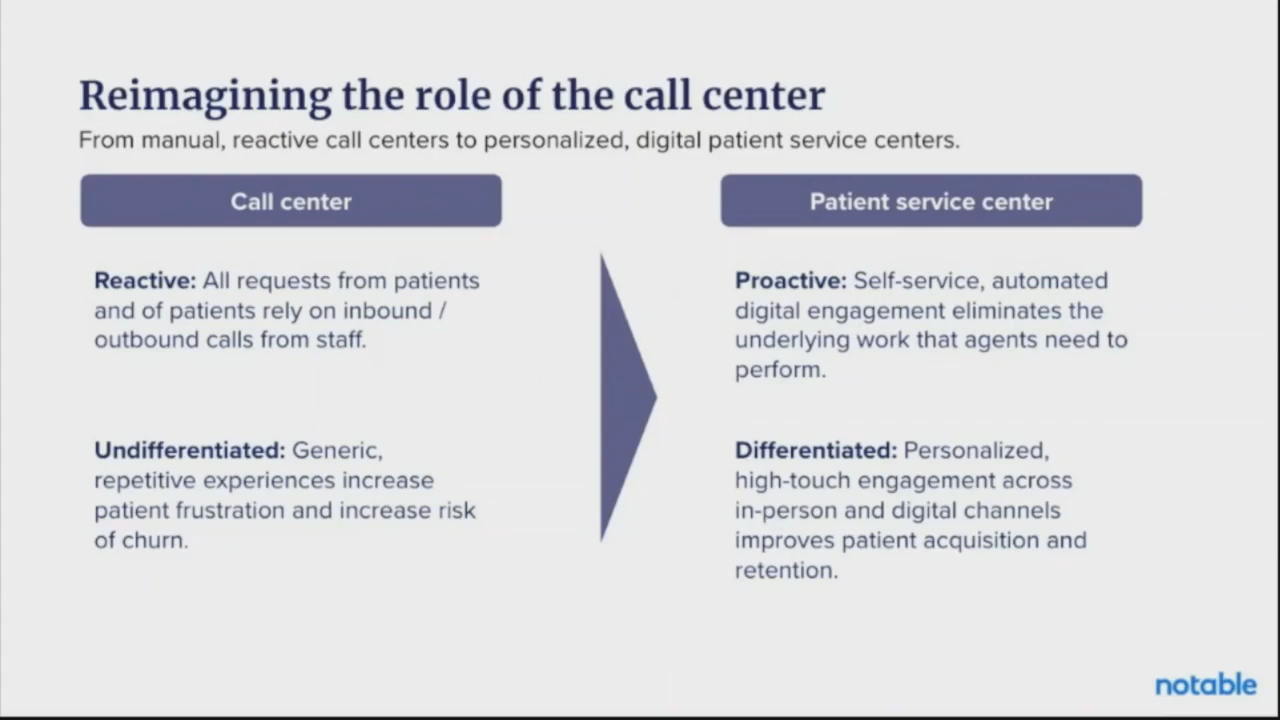 Reimagining the role of the call center
From manual, reactive call centers to personalized, digital patient service centers.
Call center
Reactive: All requests from patients
and of patients rely on inbound /
outbound calls from staff.
Undifferentiated: Generic,
repetitive experiences increase
patient frustration and increase risk
of churn.
Patient service center
Proactive: Self-service, automated
digital engagement eliminates the
underlying work that agents need to
perform.
Differentiated: Personalized,
high-touch engagement across
in-person and digital channels
improves patient acquisition and
retention.
notable